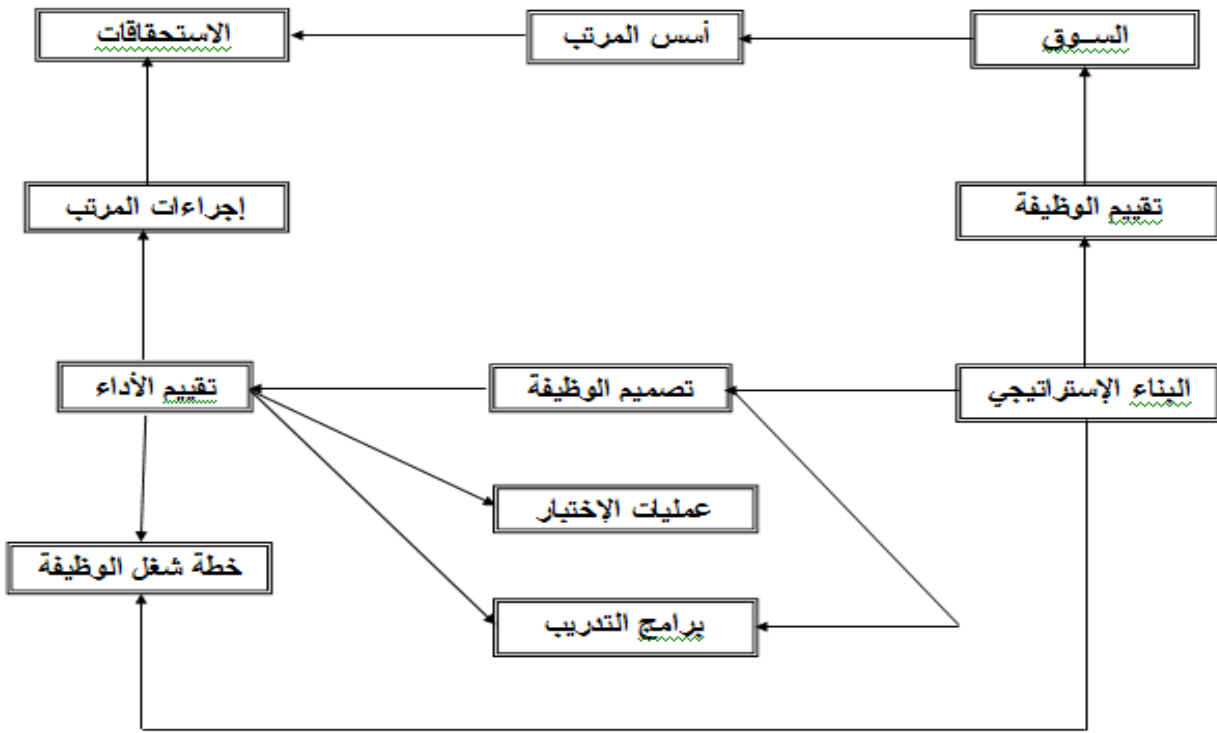 السوق
أسس المرتب
الاستحقاقات
تقييم الوظيفة
إجراءات المرتب
البناء الإستراتيجي
تصميم الوظيفة
تقييم الأداء
عمليات الإختبار
خطة شغل الوظيفة
برامج التدريب